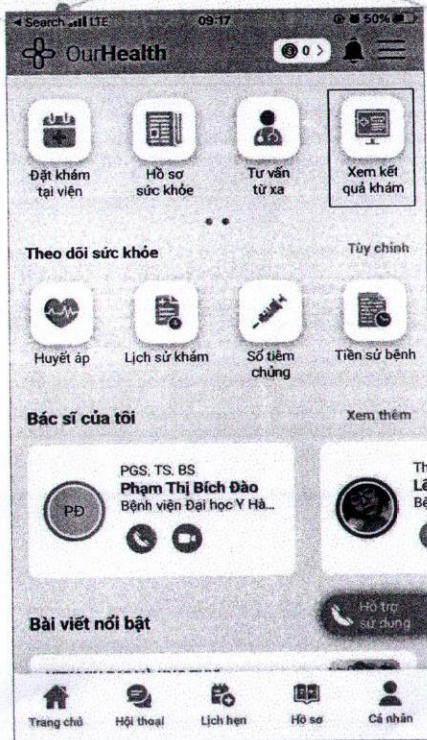 Search LTE 09:17 50%
OurHealth 0 >
Đặt khám
tại viện
Hồ sơ
sức khỏe
Tư vấn
từ xa
Xem kết
quả khám
Theo dõi sức khỏe
Tùy chỉnh
Huyết áp
Lịch sử khám
Sổ tiêm
chủng
Tiền sử bệnh
Bác sĩ của tôi
Xem thêm
PGS. TS. BS
Phạm Thị Bích Đào
Bệnh viện Đại học Y Hà...
PĐ
Th
Lê
Bệ
Hỗ trợ
sử dụng
Bài viết nổi bật
Trang chủ
Hội thoại
Lịch hẹn
Hồ sơ
Cá nhân